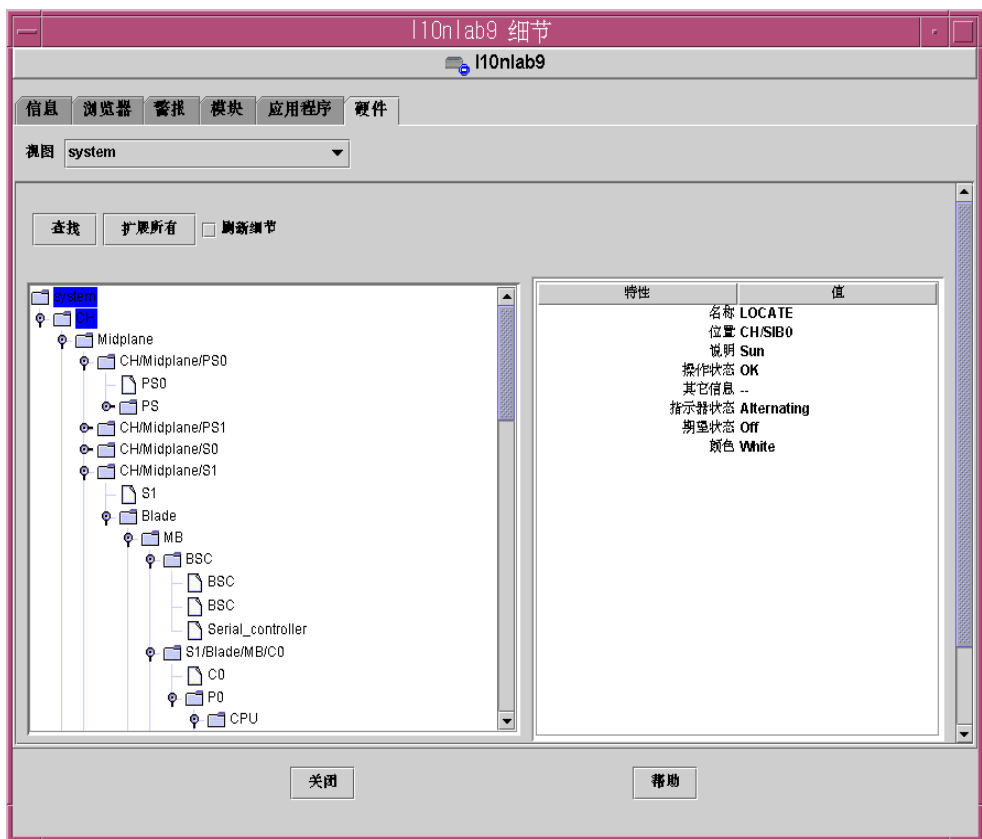 l10nlab9 细节
l10nlab9
信息 浏览器 警报 模块 应用程序 硬件
视图 system
查找 扩展所有 刷新细节
system
CH
Midplane
CH/Midplane/PS0
PS0
PS
CH/Midplane/PS1
CH/Midplane/S0
CH/Midplane/S1
S1
Blade
MB
BSC
BSC
BSC
Serial_controller
S1/Blade/MB/C0
C0
P0
CPU
特性 值
名称 LOCATE
位置 CH/SIB0
说明 Sun
操作状态 OK
其它信息 --
指示器状态 Alternating
期望状态 Off
颜色 White
关闭 帮助